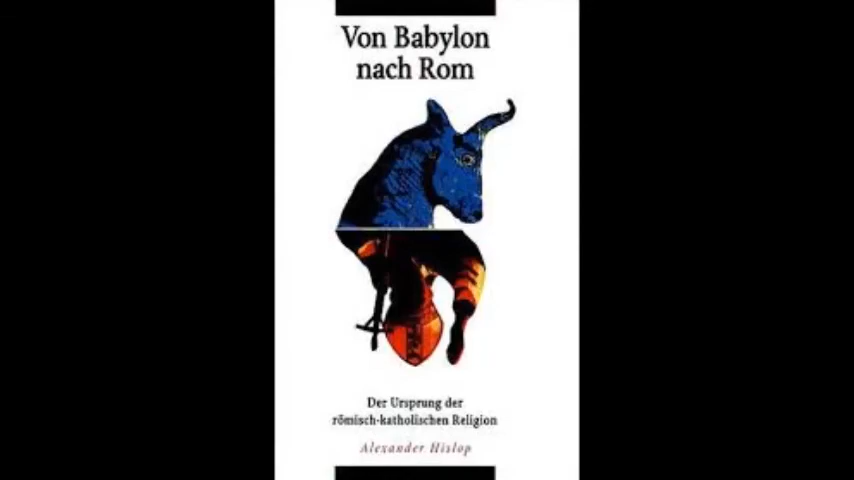 Von Babylon
nach Rom
Der Ursprung der
römisch-katholischen Religion
Alexander Hislop